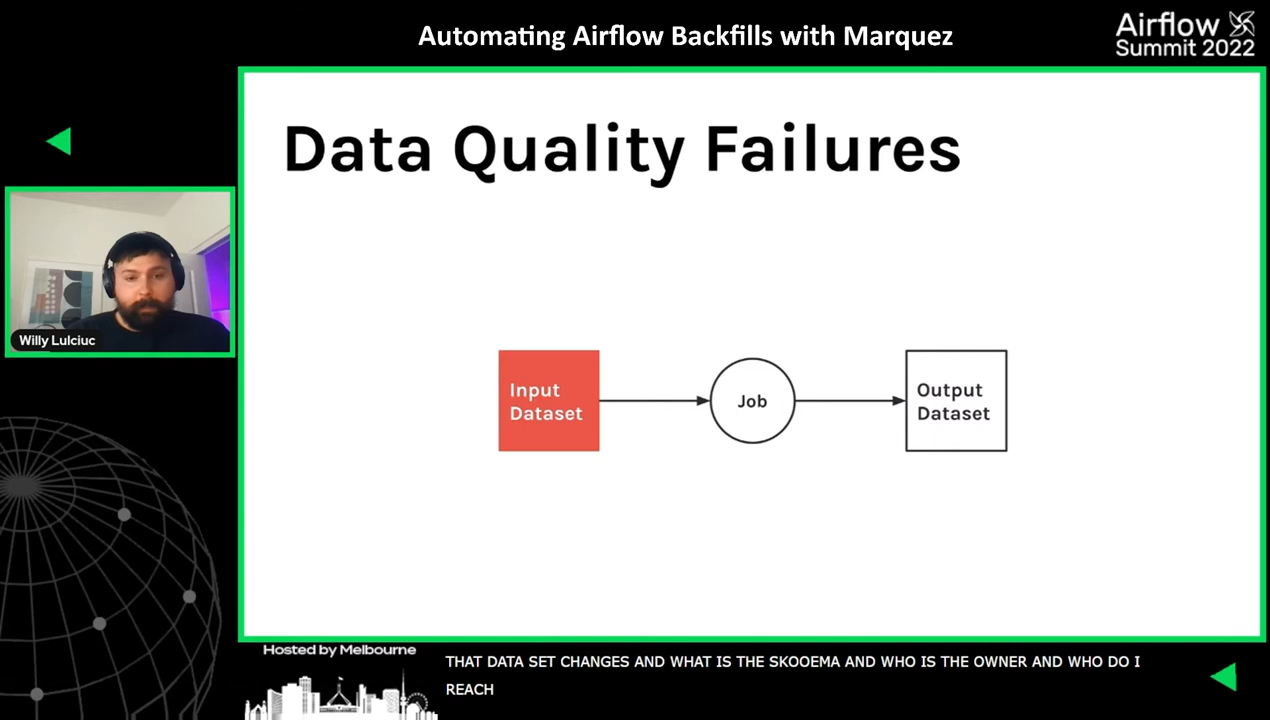 Automating Airflow Backfills with Marquez
Airflow
Summit 2022
Data Quality Failures
Willy Lulciuc
Input
Dataset
Job
Output
Dataset
Hosted by Melbourne
THAT DATA SET CHANGES AND WHAT IS THE SKOOEMA AND WHO IS THE OWNER AND WHO DO I
REACH